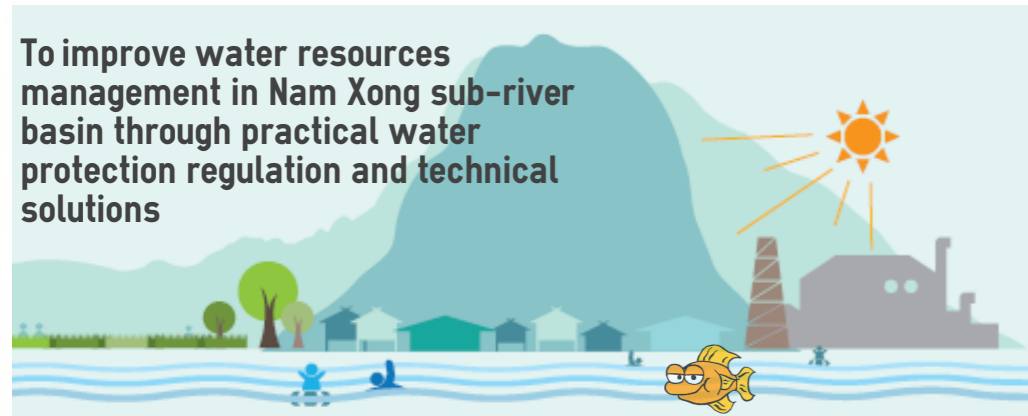 To improve water resources
management in Nam Xong sub-river
basin through practical water
protection regulation and technical
solutions